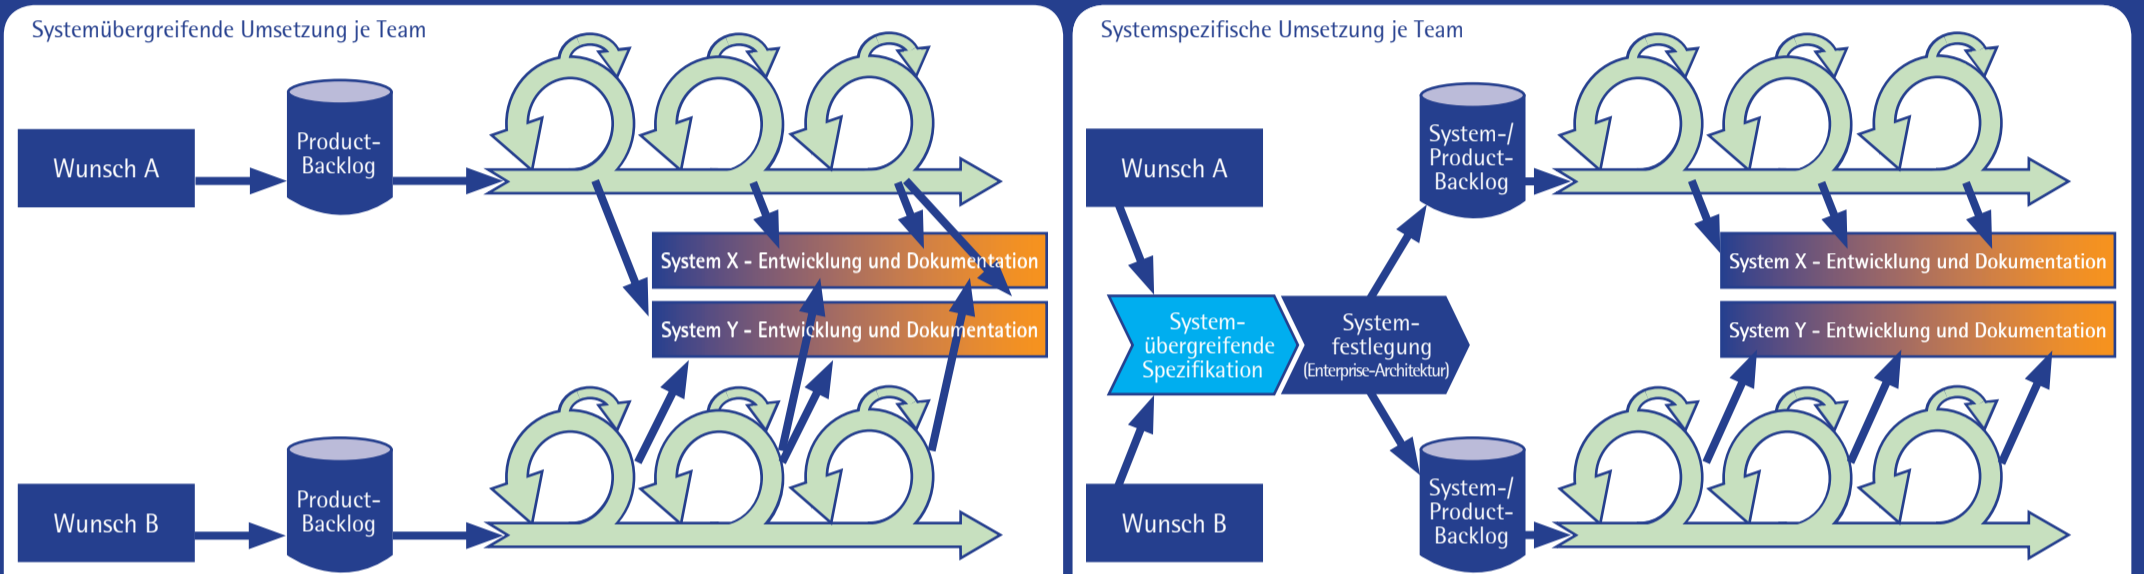 Systemübergreifende Umsetzung je Team
Wunsch A
Product-
Backlog
System X - Entwicklung und Dokumentation
System Y - Entwicklung und Dokumentation
Wunsch B
Product-
Backlog
Systemspezifische Umsetzung je Team
Wunsch A
System-/
Product-
Backlog
System-
übergreifende
Spezifikation
System-
festlegung
(Enterprise-Architektur)
System X - Entwicklung und Dokumentation
System Y - Entwicklung und Dokumentation
Wunsch B
System-/
Product-
Backlog